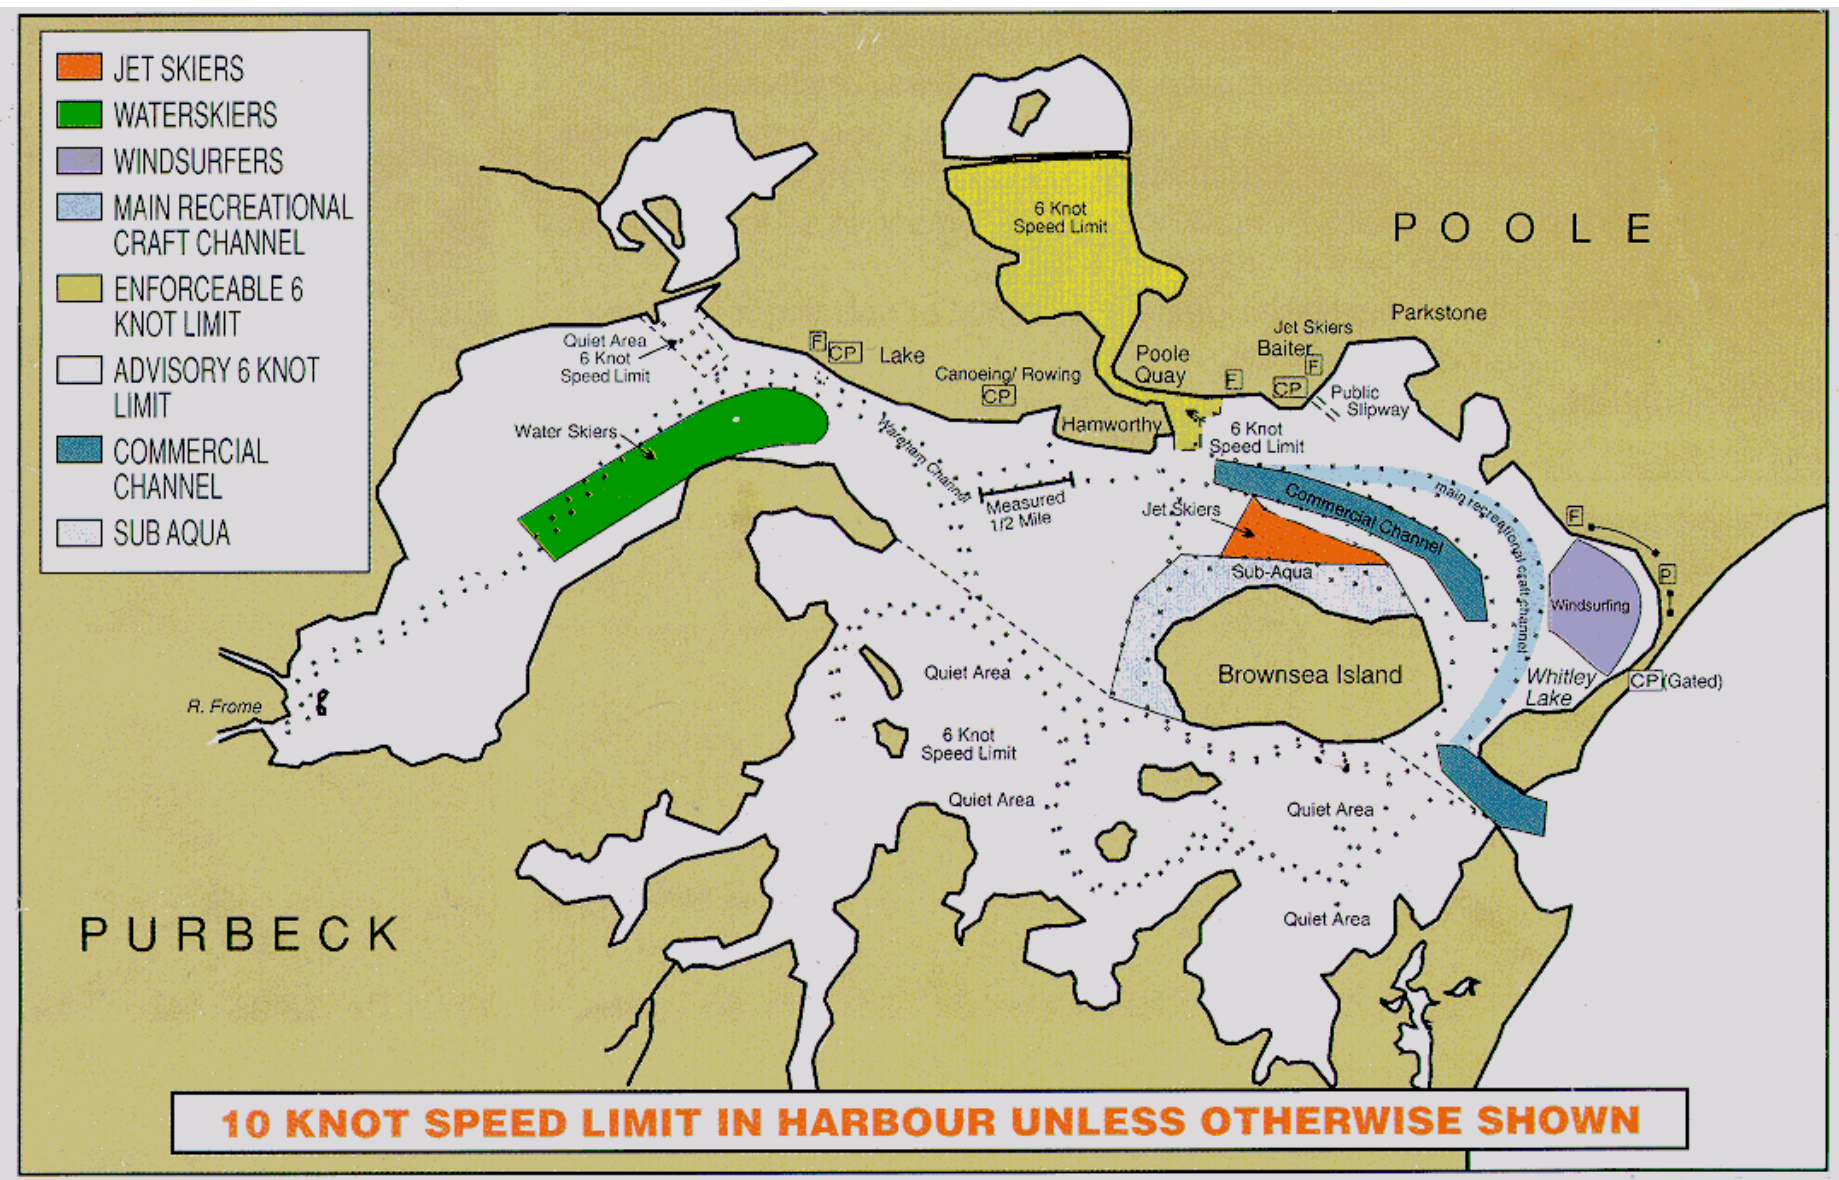 JET SKIERS
WATERSKIERS
WINDSURFERS
MAIN RECREATIONAL
CRAFT CHANNEL
ENFORCEABLE 6
KNOT LIMIT
ADVISORY 6 KNOT
LIMIT
COMMERCIAL
CHANNEL
SUB AQUA
6 Knot
Speed Limit
POOLE
Parkstone
Jet Skiers
Baiter
F
CP
Public
Slipway
F
Poole
Quay
Quiet Area
6 Knot
Speed Limit
F
CP
Lake
Canoeing/ Rowing
CP
Hamworthy
6 Knot
Speed Limit
Water Skiers
Wareham Channel
Measured
1/2 Mile
Jet Skiers
Commercial Channel
main recreational craft channel
F
P
Sub-Aqua
Windsurfing
Brownsea Island
Whitley
Lake
CP (Gated)
R. Frome
Quiet Area
6 Knot
Speed Limit
Quiet Area
Quiet Area
Quiet Area
PURBECK
10 KNOT SPEED LIMIT IN HARBOUR UNLESS OTHERWISE SHOWN